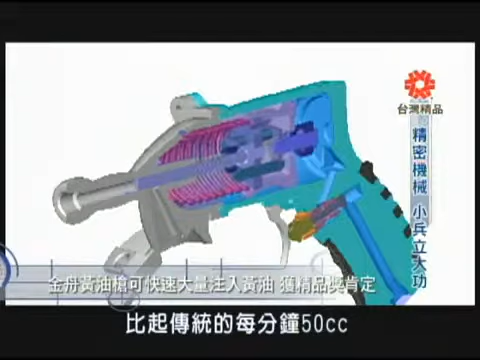 台灣精品
精密機械 小兵立大功
金舟黃油槍可快速大量注入黃油 獲精品獎肯定
比起傳統的每分鐘50cc